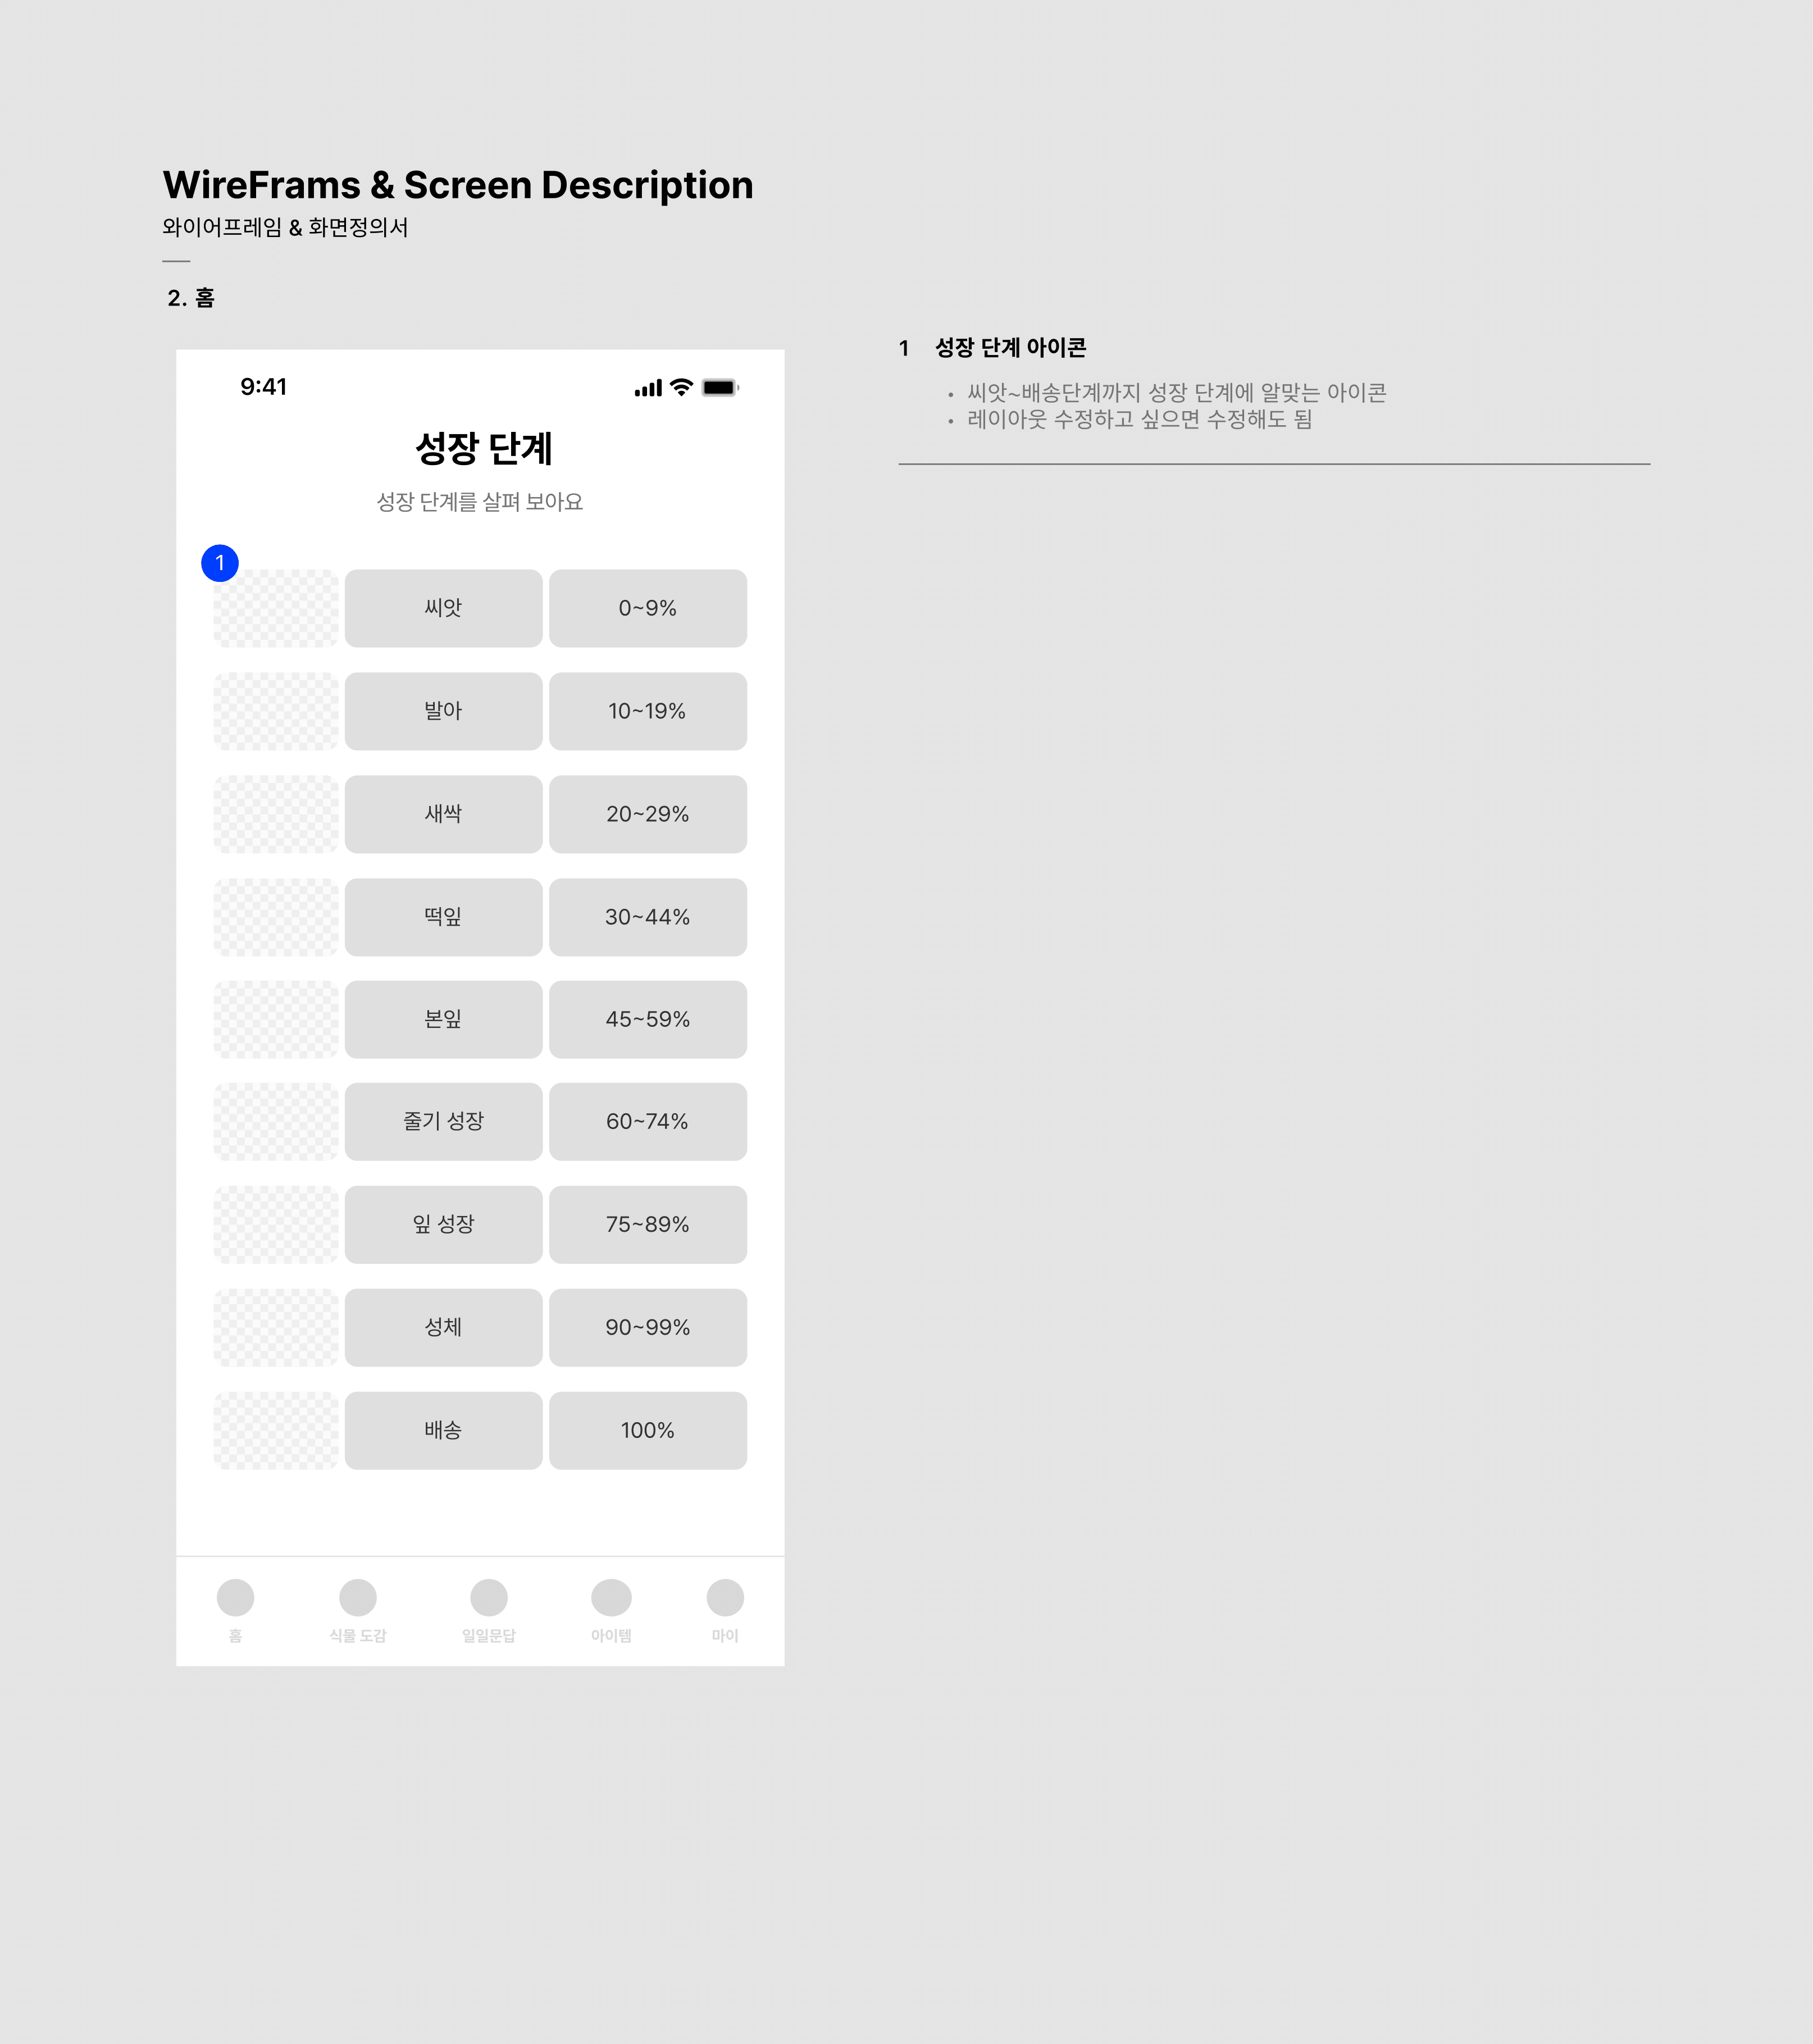 WireFrams & Screen Description
와이어프레임 & 화면정의서
2. 홈
9:41
성장 단계
성장 단계를 살펴 보아요
1
씨앗 0~9%
발아 10~19%
새싹 20~29%
떡잎 30~44%
본잎 45~59%
줄기 성장 60~74%
잎 성장 75~89%
성체 90~99%
배송 100%
홈 식물 도감 일일문답 아이템 마이
1 성장 단계 아이콘
• 씨앗~배송단계까지 성장 단계에 알맞는 아이콘
• 레이아웃 수정하고 싶으면 수정해도 됨